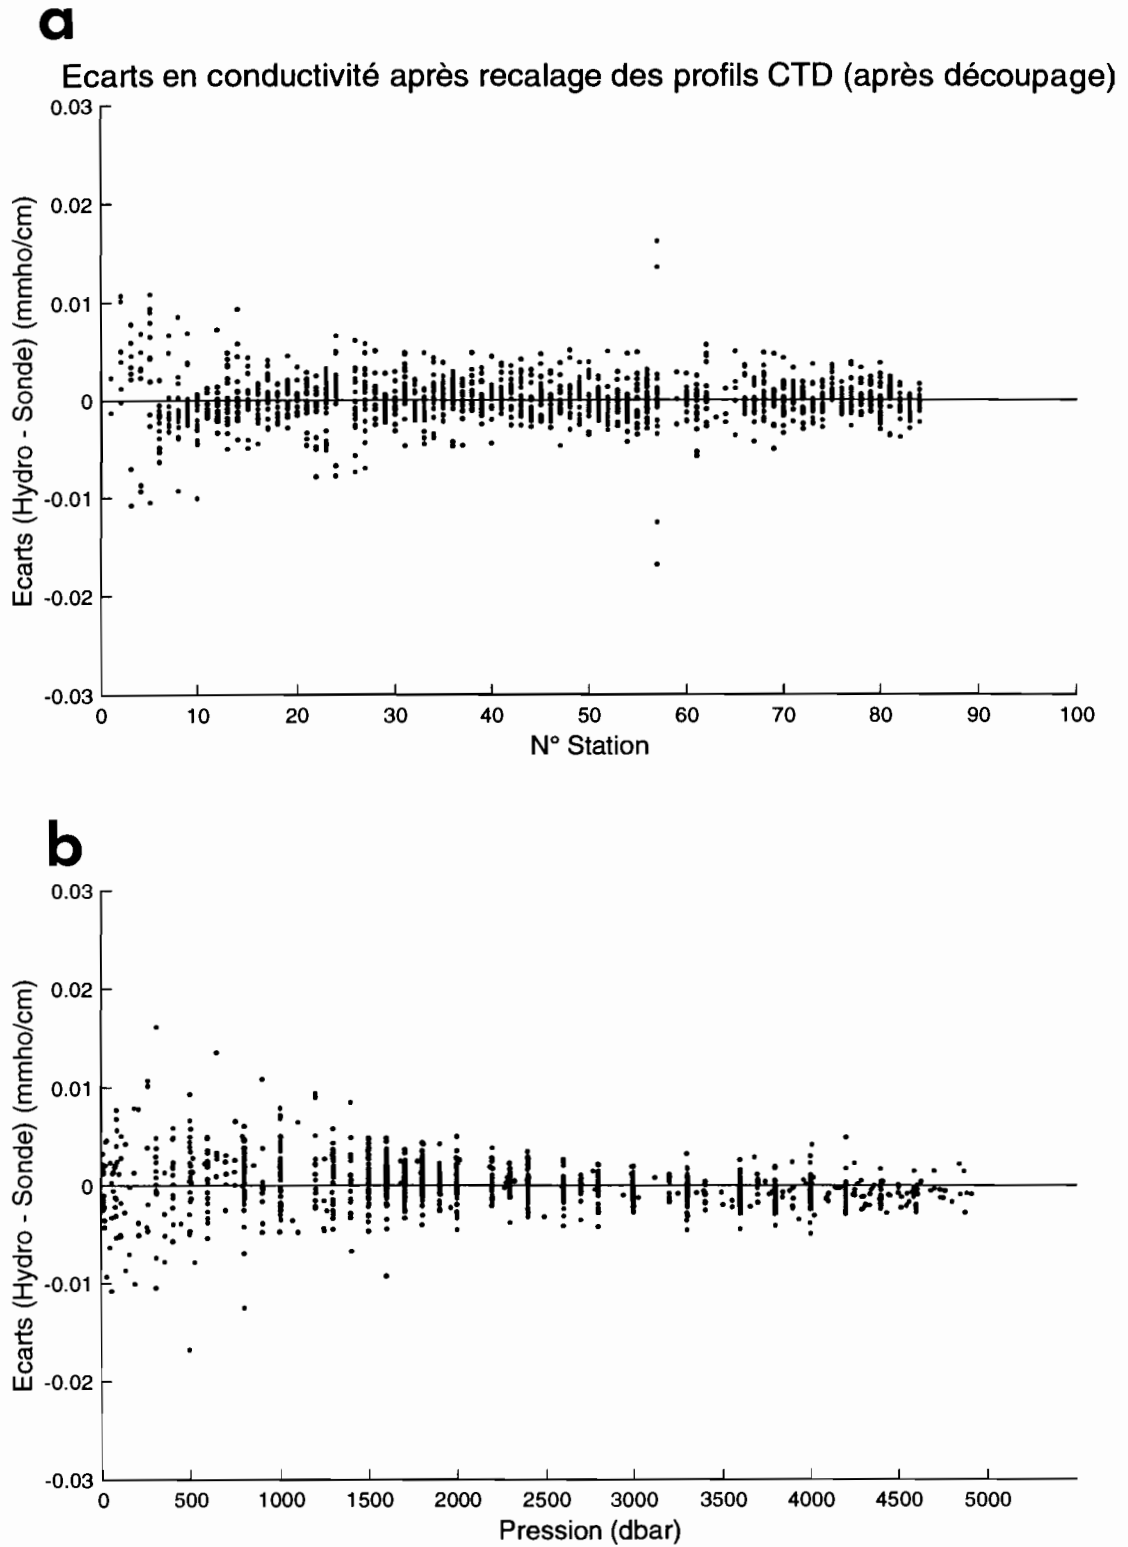 a
Ecarts en conductivité après recalage des profils CTD (après découpage)
0.03
0.02
0.01
0
-0.01
-0.02
-0.03
Ecarts (Hydro - Sonde) (mmho/cm)
0 10 20 30 40 50 60 70 80 90 100
N° Station
b
0.03
0.02
0.01
0
-0.01
-0.02
-0.03
Ecarts (Hydro - Sonde) (mmho/cm)
0 500 1000 1500 2000 2500 3000 3500 4000 4500 5000
Pression (dbar)